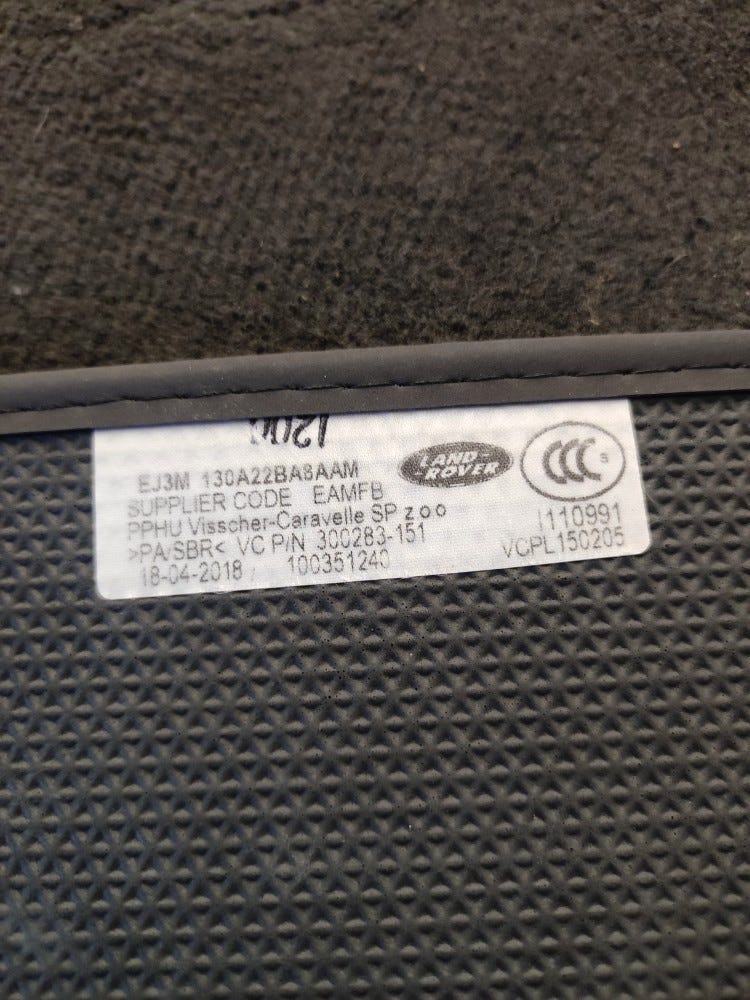 EJ3M 130A22BA8AAM
SUPPLIER CODE EAMFB
PPHU Visscher-Caravelle SP z o o
>PA/SBR< VC P/N 300283-151
18-04-2018 100351240
LAND ROVER
CCC S
I110991
VCPL150205